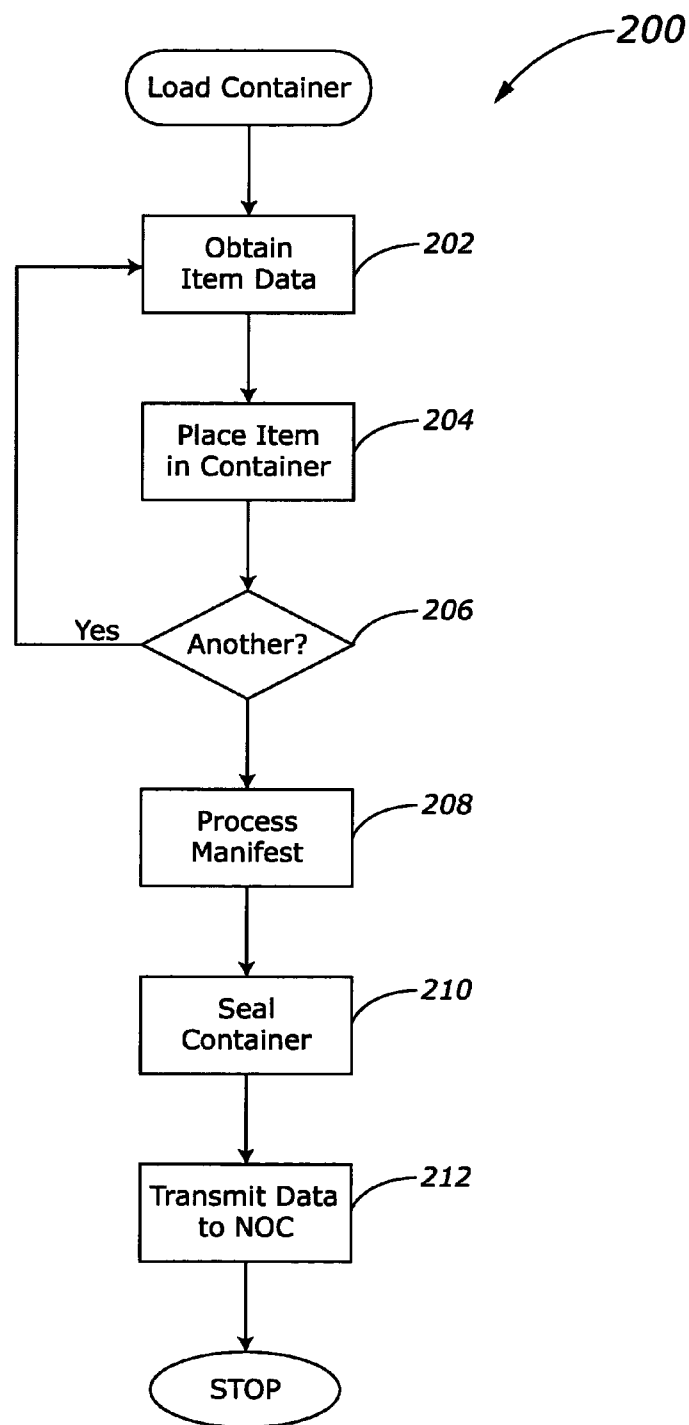 200
Load Container
Obtain
Item Data
202
Place Item
in Container
204
Yes
Another?
206
Process
Manifest
208
Seal
Container
210
Transmit Data
to NOC
212
STOP